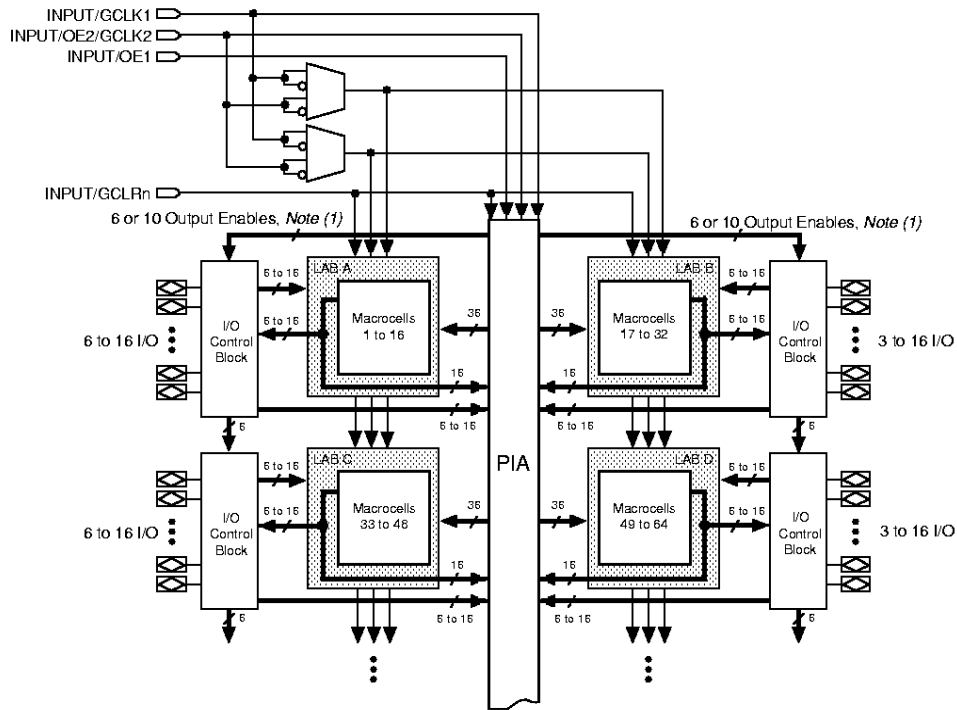 INPUT/GCLK1
INPUT/OE2/GCLK2
INPUT/OE1
INPUT/GCLRn
6 or 10 Output Enables, Note (1)
6 or 10 Output Enables, Note (1)
LAB A
LAB B
6 to 16
6 to 16
I/O
Control
Block
6 to 16
Macrocells
1 to 16
36
36
Macrocells
17 to 32
6 to 16
I/O
Control
Block
6 to 16 I/O
3 to 16 I/O
16
16
6 to 16
6 to 16
6
6
PIA
LAB C
LAB D
6 to 16
6 to 16
I/O
Control
Block
6 to 16
Macrocells
33 to 48
36
36
Macrocells
49 to 64
6 to 16
I/O
Control
Block
6 to 16 I/O
3 to 16 I/O
16
16
6 to 16
6 to 16
6
6